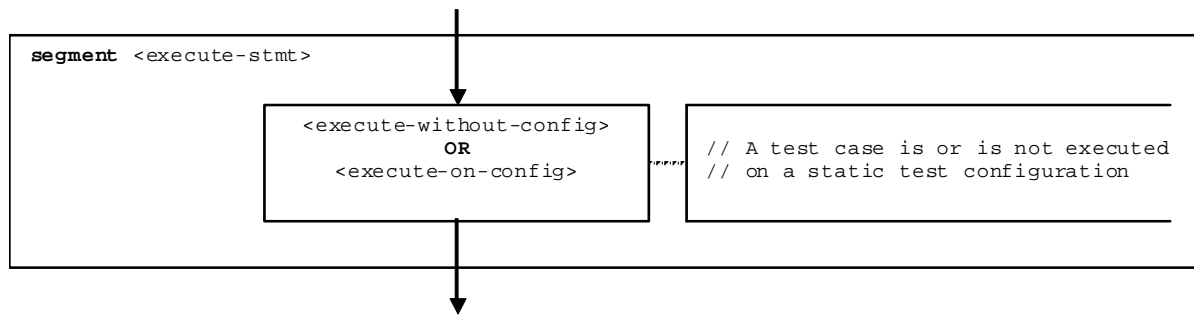 segment <execute-stmt>
<execute-without-config>
OR
<execute-on-config>
// A test case is or is not executed
// on a static test configuration